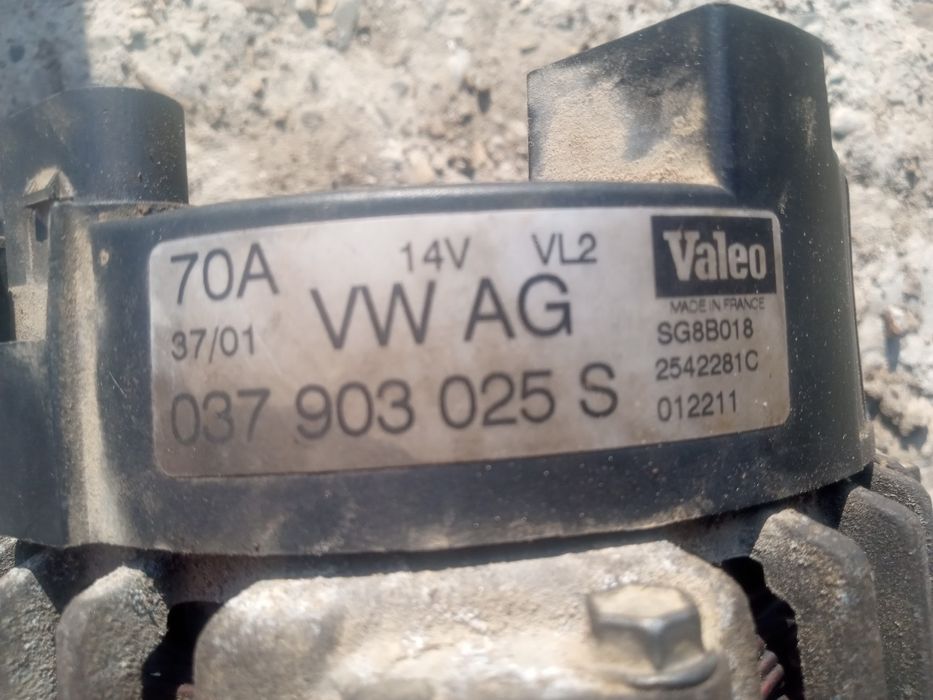 70A 14V VL2 Valeo
MADE IN FRANCE
37/01 VW AG SG8B018
2542281C
037 903 025 S 012211